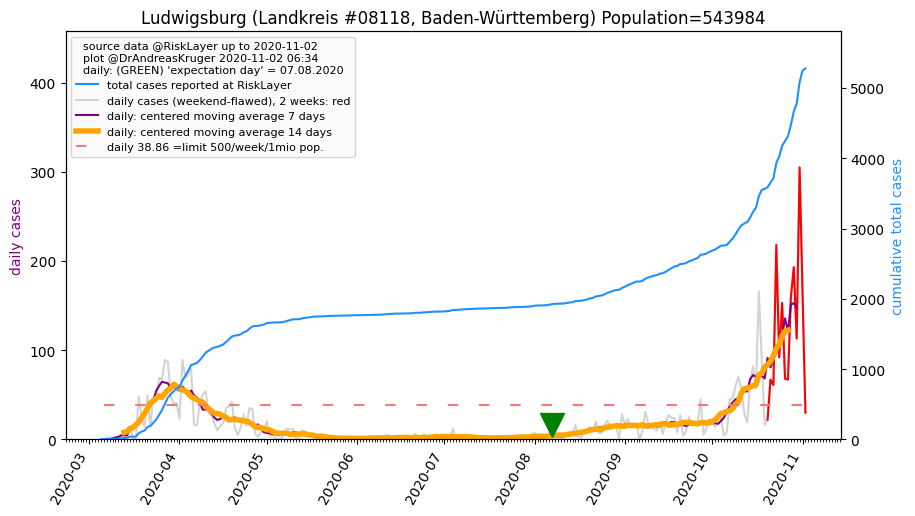 Ludwigsburg (Landkreis #08118, Baden-Württemberg) Population=543984
source data @RiskLayer up to 2020-11-02
plot @DrAndreasKruger 2020-11-02 06:34
daily: (GREEN) 'expectation day' = 07.08.2020
total cases reported at RiskLayer
daily cases (weekend-flawed), 2 weeks: red
daily: centered moving average 7 days
daily: centered moving average 14 days
daily 38.86 =limit 500/week/1mio pop.
daily cases
400
300
200
100
0
cumulative total cases
5000
4000
3000
2000
1000
0
2020-03
2020-04
2020-05
2020-06
2020-07
2020-08
2020-09
2020-10
2020-11